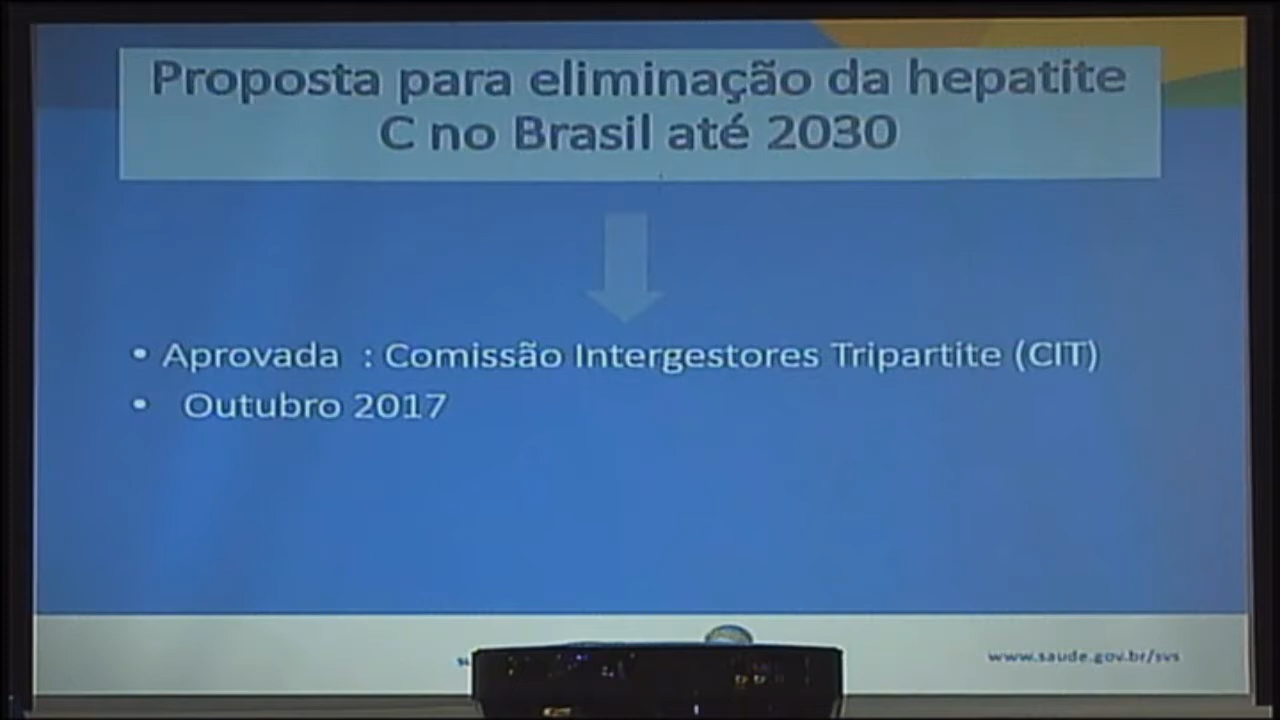 Proposta para eliminação da hepatite
C no Brasil até 2030
• Aprovada : Comissão Intergestores Tripartite (CIT)
• Outubro 2017
www.saude.gov.br/svs